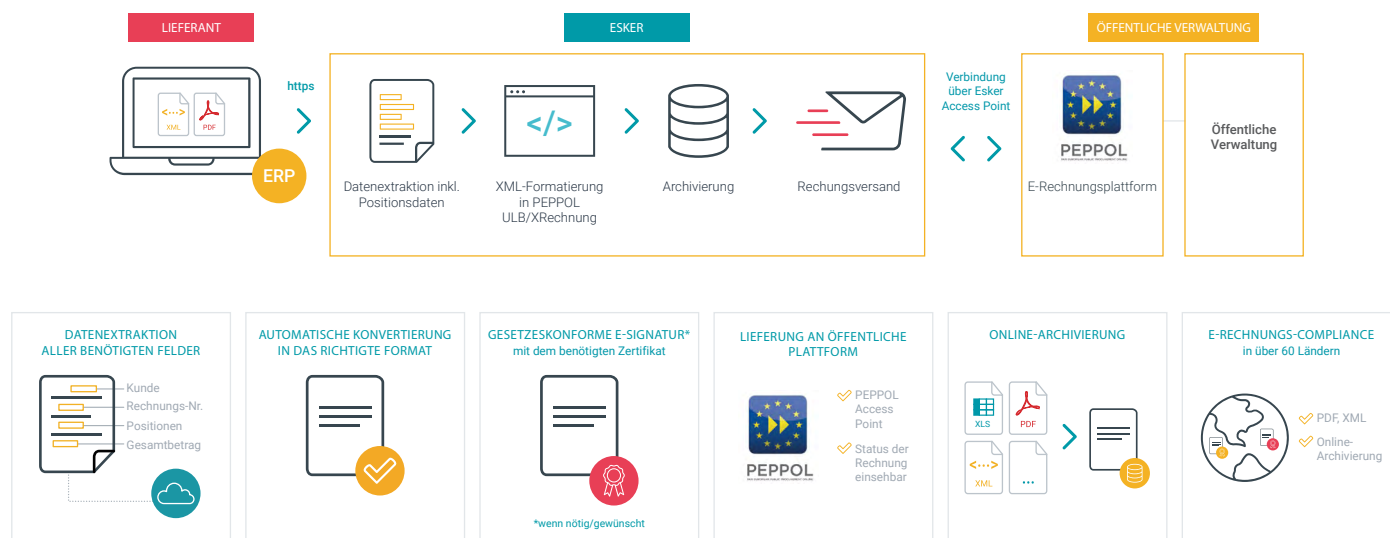 LIEFERANT
ESKER
ÖFFENTLICHE VERWALTUNG
<--->
XML
PDF
ERP
https
Datenextraktion inkl.
Positionsdaten
</>
XML-Formatierung
in PEPPOL
ULB/XRechnung
Archivierung
Rechungsversand
Verbindung
über Esker
Access Point
PEPPOL
E-Rechnungsplattform
Öffentliche
Verwaltung
DATENEXTRAKTION
ALLER BENÖTIGTEN FELDER
Kunde
Rechnungs-Nr.
Positionen
Gesamtbetrag
AUTOMATISCHE KONVERTIERUNG
IN DAS RICHTIGTE FORMAT
GESETZESKONFORME E-SIGNATUR*
mit dem benötigten Zertifikat
*wenn nötig/gewünscht
LIEFERUNG AN ÖFFENTLICHE
PLATTFORM
PEPPOL
PEPPOL
Access
Point
Status der
Rechnung
einsehbar
ONLINE-ARCHIVIERUNG
XLS
PDF
<--->
XML
...
E-RECHNUNGS-COMPLIANCE
in über 60 Ländern
PDF, XML
Online-
Archivierung